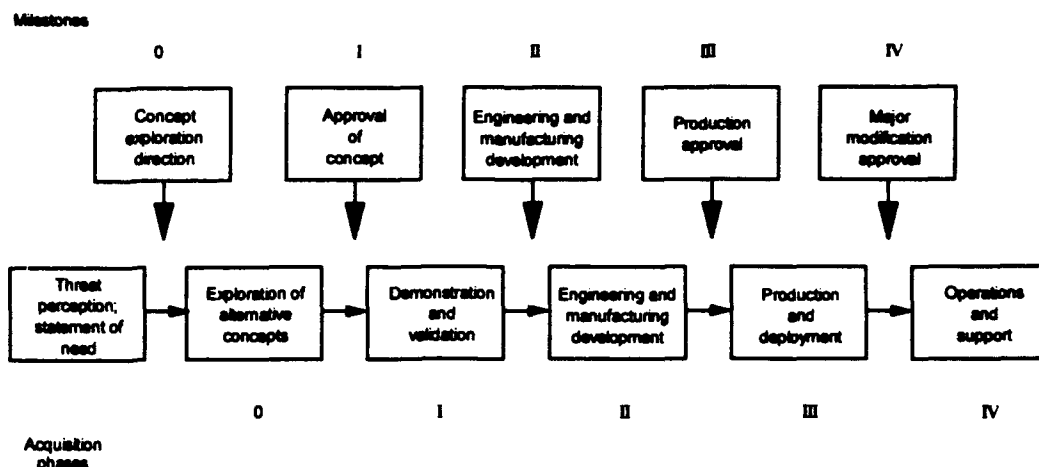 Milestones
0 I II III IV
Concept
exploration
direction
Approval
of
concept
Engineering and
manufacturing
development
Production
approval
Major
modification
approval
Threat
perception;
statement of
need
Exploration of
alternative
concepts
Demonstration
and
validation
Engineering and
manufacturing
development
Production
and
deployment
Operations
and
support
0 I II III IV
Acquisition
phases